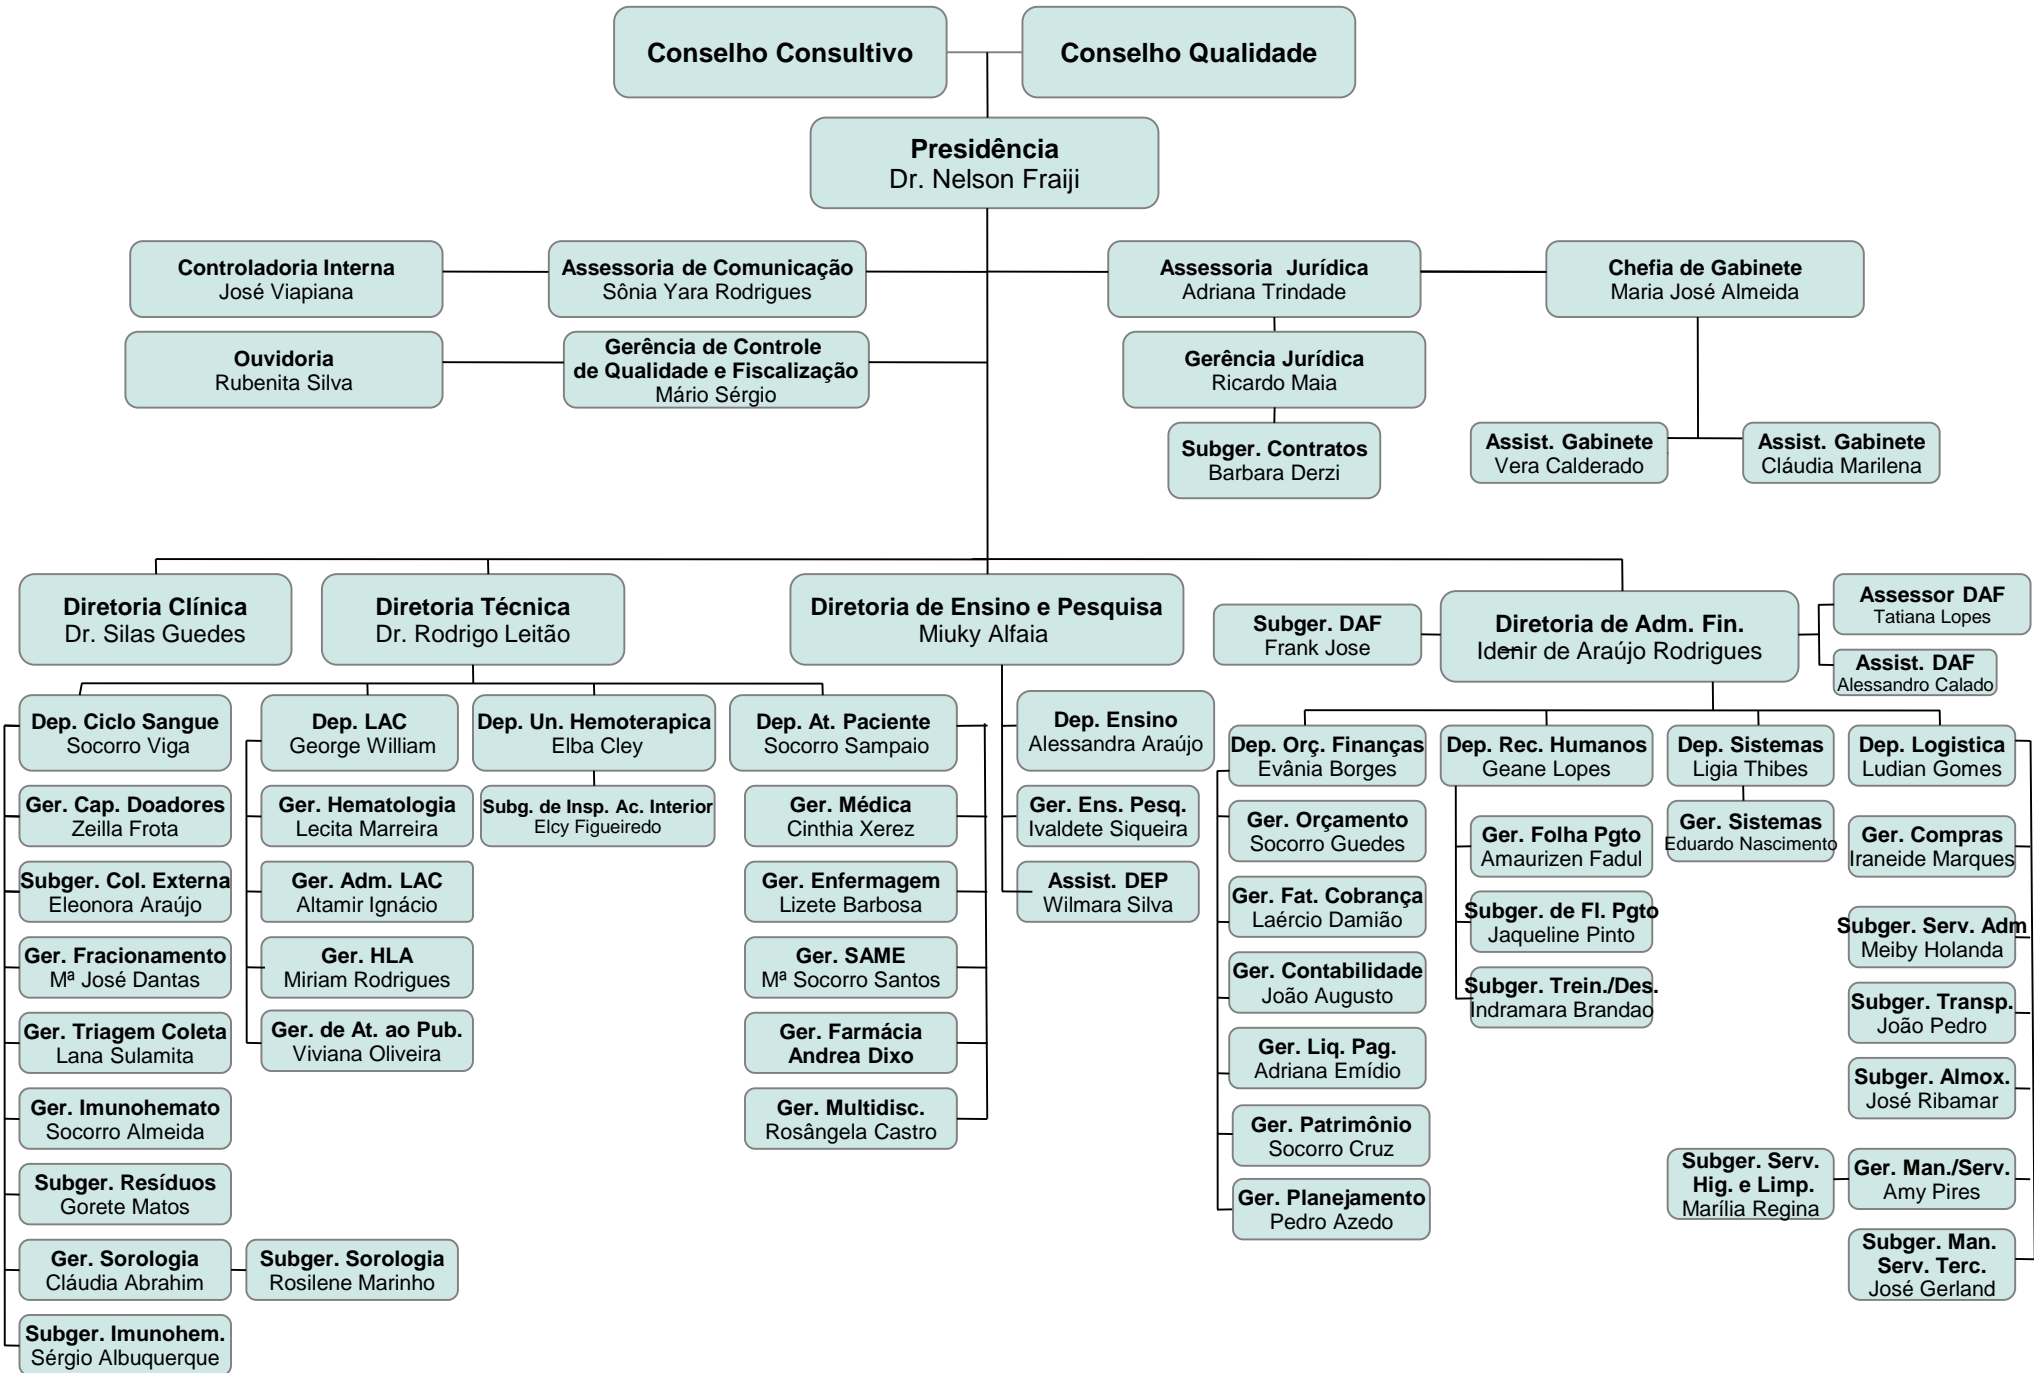 Conselho Consultivo
Conselho Qualidade
Presidência
Dr. Nelson Fraiji
Controladoria Interna
José Viapiana
Assessoria de Comunicação
Sônia Yara Rodrigues
Assessoria Jurídica
Adriana Trindade
Chefia de Gabinete
Maria José Almeida
Ouvidoria
Rubenita Silva
Gerência de Controle
de Qualidade e Fiscalização
Mário Sérgio
Gerência Jurídica
Ricardo Maia
Subger. Contratos
Barbara Derzi
Assist. Gabinete
Vera Calderado
Assist. Gabinete
Cláudia Marilena
Diretoria Clínica
Dr. Silas Guedes
Diretoria Técnica
Dr. Rodrigo Leitão
Diretoria de Ensino e Pesquisa
Miuky Alfaia
Subger. DAF
Frank Jose
Diretoria de Adm. Fin.
Idenir de Araújo Rodrigues
Assessor DAF
Tatiana Lopes
Assist. DAF
Alessandro Calado
Dep. Ciclo Sangue
Socorro Viga
Ger. Cap. Doadores
Zeilla Frota
Subger. Col. Externa
Eleonora Araújo
Ger. Fracionamento
Mª José Dantas
Ger. Triagem Coleta
Lana Sulamita
Ger. Imunohemato
Socorro Almeida
Subger. Resíduos
Gorete Matos
Ger. Sorologia
Cláudia Abrahim
Subger. Sorologia
Rosilene Marinho
Subger. Imunohem.
Sérgio Albuquerque
Dep. LAC
George William
Ger. Hematologia
Lecita Marreira
Ger. Adm. LAC
Altamir Ignácio
Ger. HLA
Miriam Rodrigues
Ger. de At. ao Pub.
Viviana Oliveira
Dep. Un. Hemoterapica
Elba Cley
Subg. de Insp. Ac. Interior
Elcy Figueiredo
Dep. At. Paciente
Socorro Sampaio
Ger. Médica
Cinthia Xerez
Ger. Enfermagem
Lizete Barbosa
Ger. SAME
Mª Socorro Santos
Ger. Farmácia
Andrea Dixo
Ger. Multidisc.
Rosângela Castro
Dep. Ensino
Alessandra Araújo
Ger. Ens. Pesq.
Ivaldete Siqueira
Assist. DEP
Wilmara Silva
Dep. Orç. Finanças
Evânia Borges
Ger. Orçamento
Socorro Guedes
Ger. Fat. Cobrança
Laércio Damião
Ger. Contabilidade
João Augusto
Ger. Liq. Pag.
Adriana Emídio
Ger. Patrimônio
Socorro Cruz
Ger. Planejamento
Pedro Azedo
Dep. Rec. Humanos
Geane Lopes
Ger. Folha Pgto
Amaurizen Fadul
Subger. de Fl. Pgto
Jaqueline Pinto
Subger. Trein./Des.
Indramara Brandao
Dep. Sistemas
Ligia Thibes
Ger. Sistemas
Eduardo Nascimento
Dep. Logistica
Ludian Gomes
Ger. Compras
Iraneide Marques
Subger. Serv. Adm
Meiby Holanda
Subger. Transp.
João Pedro
Subger. Almox.
José Ribamar
Subger. Serv.
Hig. e Limp.
Marília Regina
Ger. Man./Serv.
Amy Pires
Subger. Man.
Serv. Terc.
José Gerland